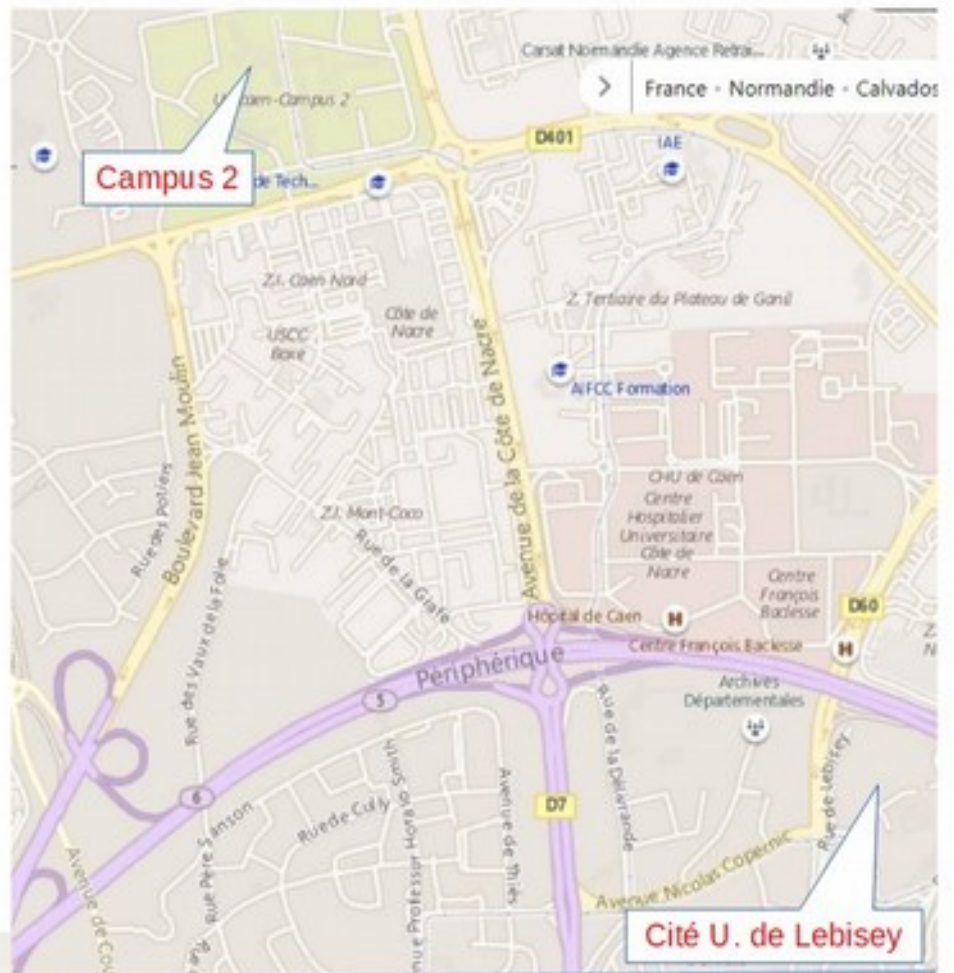 Carsat Normandie Agence Retrai...
France • Normandie • Calvados
Unicaen-Campus 2
D401
IAE
Campus 2
de Tech...
Z.I. Caen Nord
Côte de
Nacre
Z. Tertiaire du Plateau de Ganil
USCC
Boxe
AIFCC Formation
Avenue de la Côte de Nacre
Boulevard Jean Moulin
Rue des Potiers
CHU de Caen
Centre
Hospitalier
Universitaire
Côte de
Nacre
Z.I. Mont-Coco
Rue de la Girafe
Rue des Vaux de la Folie
Centre
François
Baclesse
D60
Hôpital de Caen
H
Centre François Baclesse
H
Périphérique
5
Archives
Départementales
6
D7
Rue de la Délivrande
Rue de Lebisey
Rue Père Sanson
Rue de Cully
Avenue de Thiès
Avenue Nicolas Copernic
Avenue de Cou
Cité U. de Lebisey